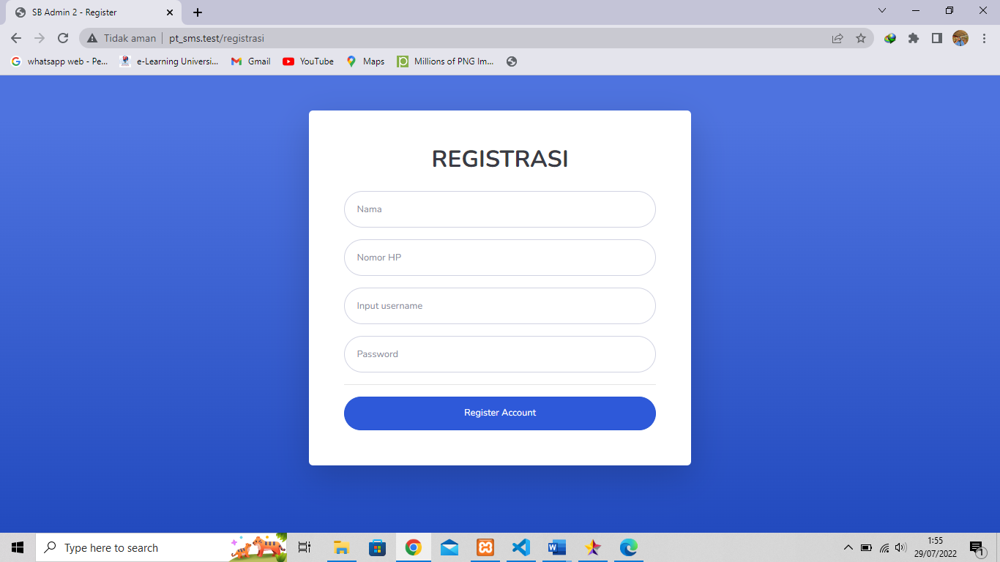 SB Admin 2 - Register
Tidak aman
pt_sms.test/registrasi
whatsapp web - Pe...
e-Learning Universi...
Gmail
YouTube
Maps
Millions of PNG Im...
REGISTRASI
Nama
Nomor HP
Input username
Password
Register Account
Type here to search
1:55
29/07/2022
1